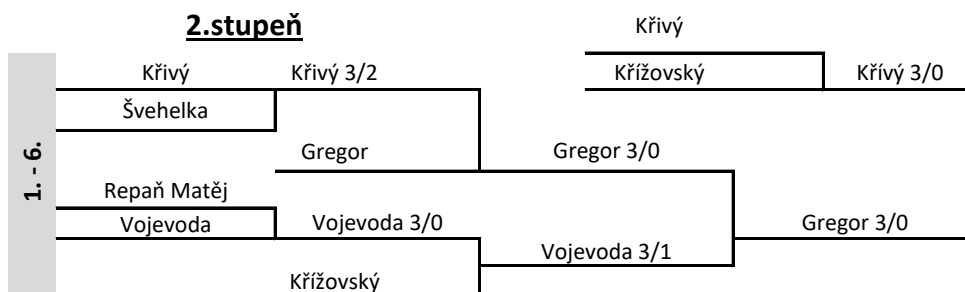 2.stupeň
Křivý
Křivý
Křivý 3/2
Křížovský
Křívý 3/0
Švehelka
1. - 6.
Gregor
Gregor 3/0
Repaň Matěj
Vojevoda
Vojevoda 3/0
Gregor 3/0
Vojevoda 3/1
Křížovský